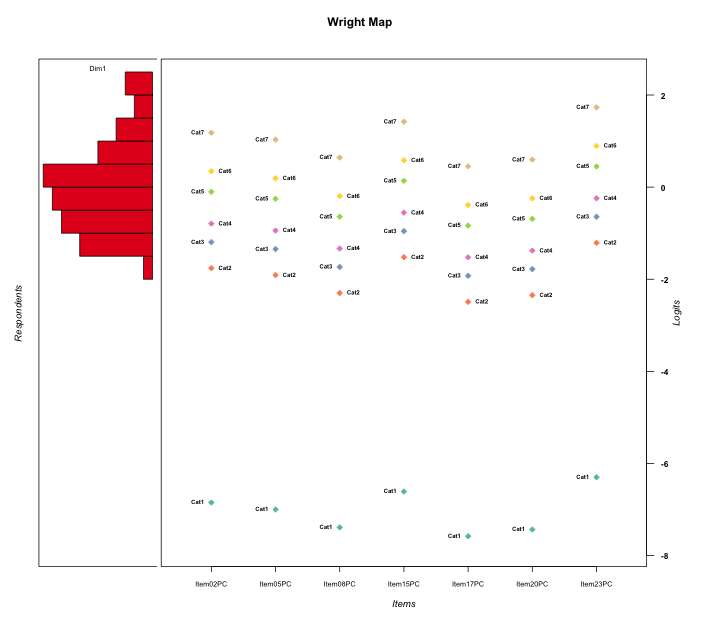 Wright Map
Dim1
2
Cat7
Cat7
Cat7
Cat7
Cat7
Cat7
Cat7
Cat6
Cat6
Cat6
Cat6
Cat6
Cat6
Cat6
0
Cat5
Cat5
Cat5
Cat5
Cat5
Cat5
Cat5
Cat4
Cat4
Cat4
Cat4
Cat4
Cat4
Cat4
Cat3
Cat3
Cat3
Cat3
Cat3
Cat3
Cat3
Cat2
Cat2
Cat2
Cat2
Cat2
Cat2
Cat2
-2
Respondents
Logits
-4
-6
Cat1
Cat1
Cat1
Cat1
Cat1
Cat1
Cat1
-8
Item02PC Item05PC Item08PC Item15PC Item17PC Item20PC Item23PC
Items